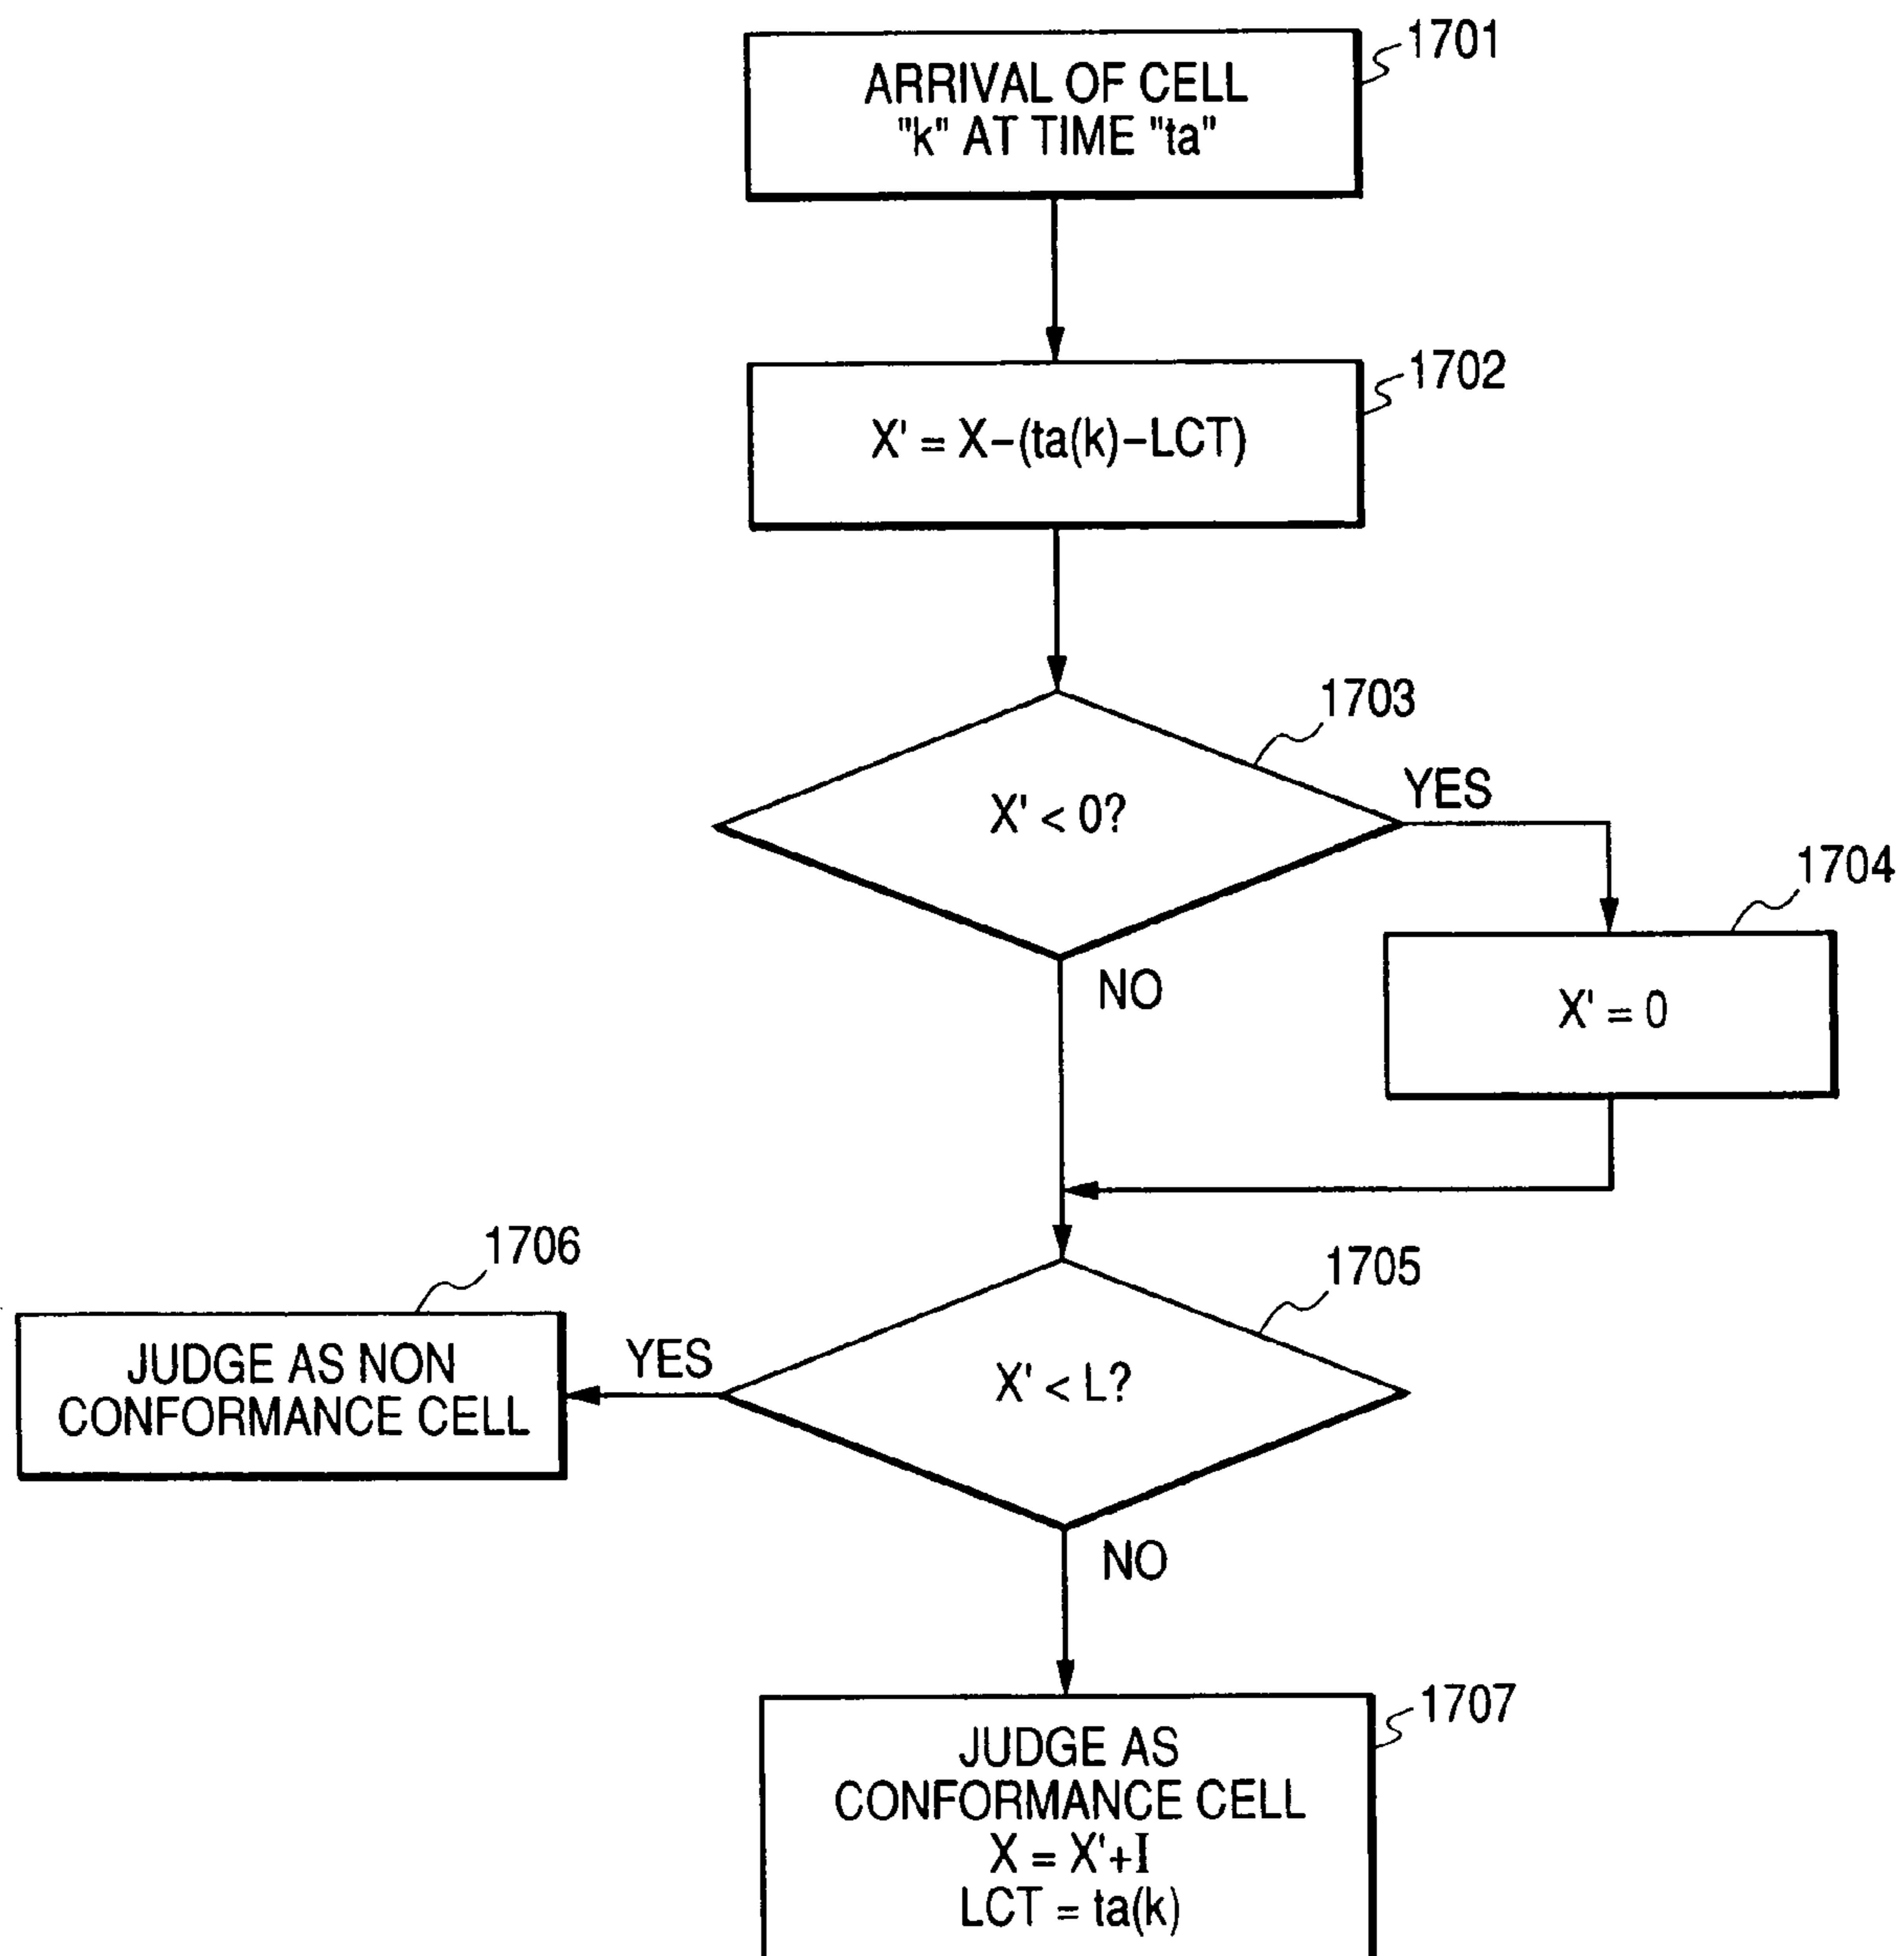 1701
ARRIVAL OF CELL
"k" AT TIME "ta"
1702
X' = X–(ta(k)–LCT)
1703
X' < 0?
YES
1704
NO
X' = 0
1706
1705
JUDGE AS NON
CONFORMANCE CELL
YES
X' < L?
NO
1707
JUDGE AS
CONFORMANCE CELL
X = X'+I
LCT = ta(k)